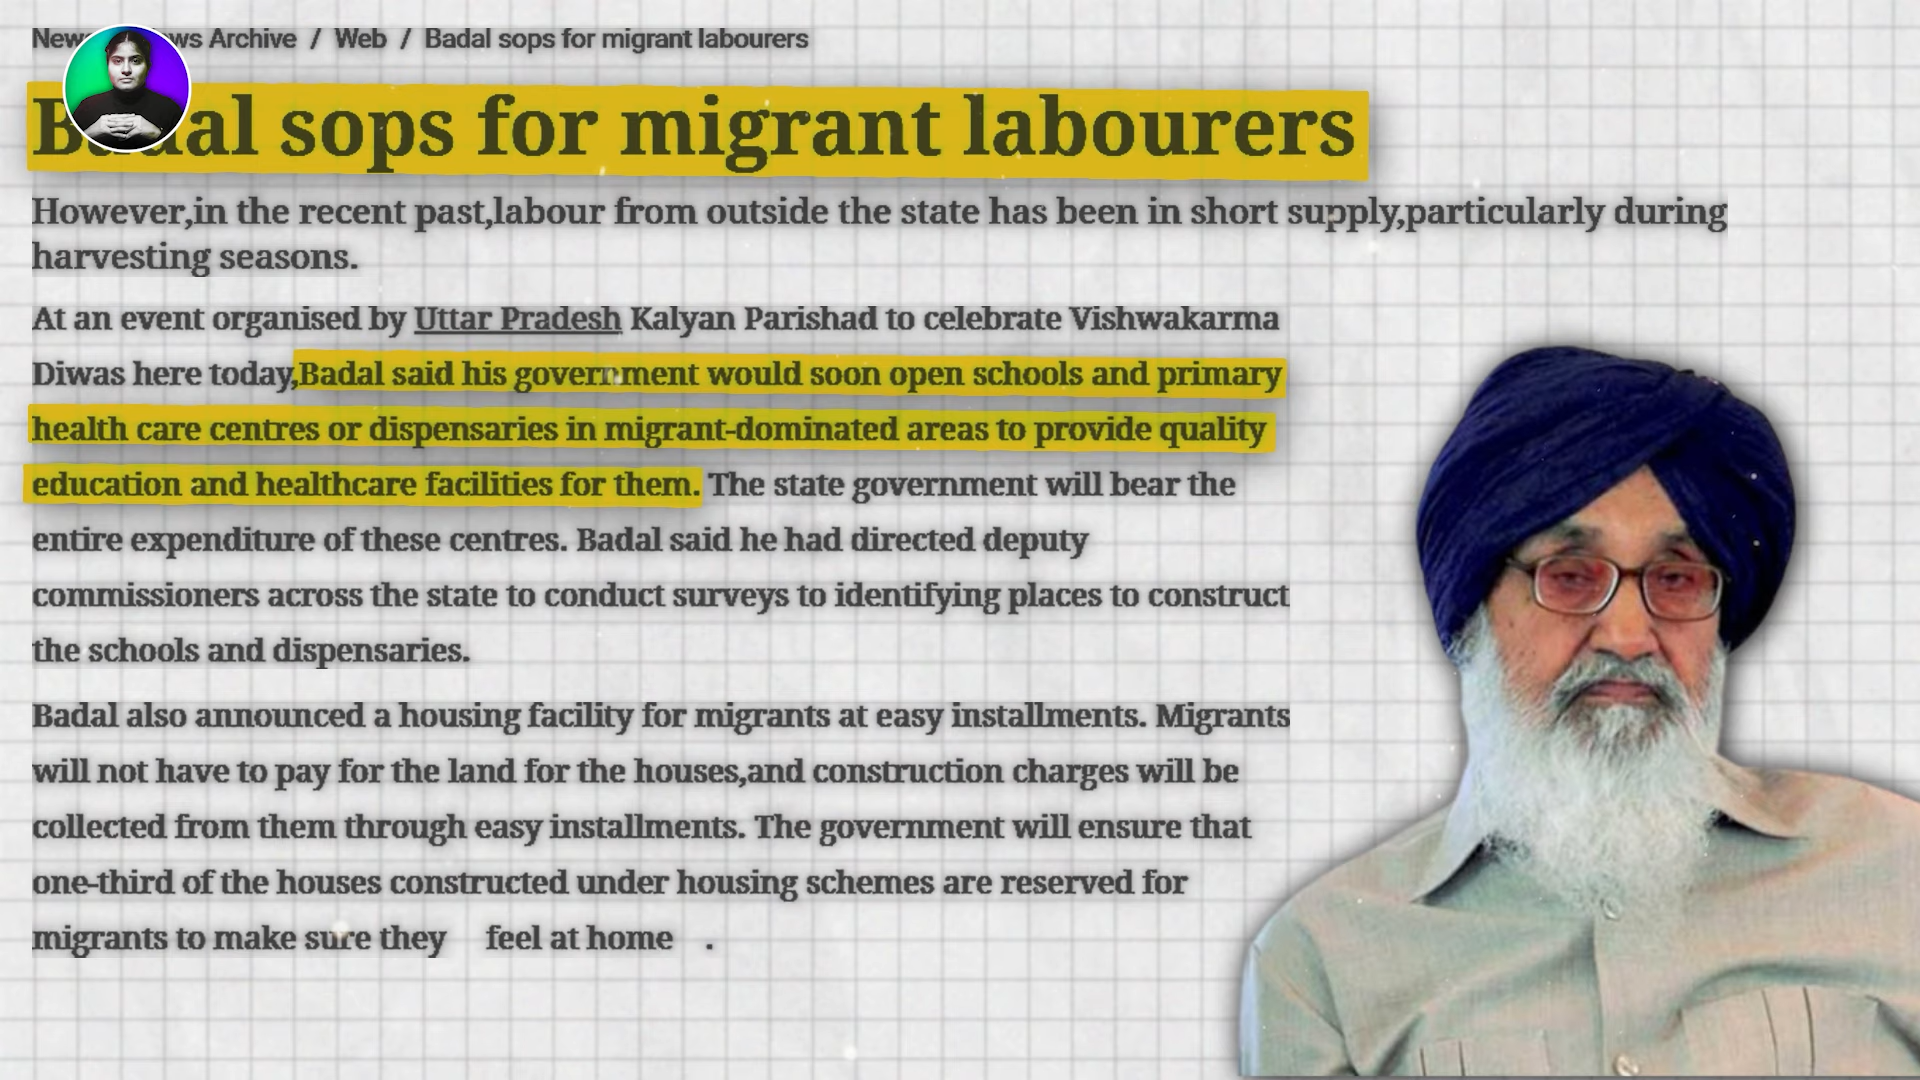 News ws Archive / Web / Badal sops for migrant labourers
Badal sops for migrant labourers
However,in the recent past,labour from outside the state has been in short supply,particularly during
harvesting seasons.
At an event organised by Uttar Pradesh Kalyan Parishad to celebrate Vishwakarma
Diwas here today,Badal said his government would soon open schools and primary
health care centres or dispensaries in migrant-dominated areas to provide quality
education and healthcare facilities for them. The state government will bear the
entire expenditure of these centres. Badal said he had directed deputy
commissioners across the state to conduct surveys to identifying places to construct
the schools and dispensaries.
Badal also announced a housing facility for migrants at easy installments. Migrants
will not have to pay for the land for the houses,and construction charges will be
collected from them through easy installments. The government will ensure that
one-third of the houses constructed under housing schemes are reserved for
migrants to make sure they feel at home .